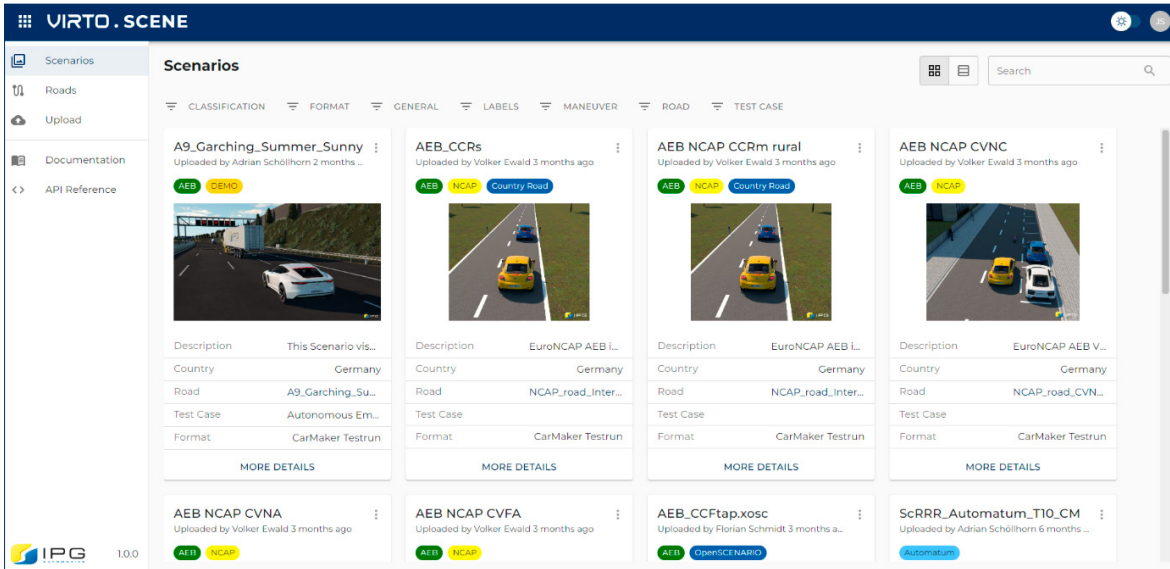 VIRTO.SCENE
JS
Scenarios
Roads
Upload
Documentation
API Reference
IPG
AUTOMOTIVE
1.0.0
Scenarios
Search
CLASSIFICATION FORMAT GENERAL LABELS MANEUVER ROAD TEST CASE
A9_Garching_Summer_Sunny
Uploaded by Adrian Schöllhorn 2 months ...
AEB DEMO
Description This Scenario vis...
Country Germany
Road A9_Garching_Su...
Test Case Autonomous Em...
Format CarMaker Testrun
MORE DETAILS
AEB_CCRs
Uploaded by Volker Ewald 3 months ago
AEB NCAP Country Road
IPG
Description EuroNCAP AEB i...
Country Germany
Road NCAP_road_Inter...
Test Case
Format CarMaker Testrun
MORE DETAILS
AEB NCAP CCRm rural
Uploaded by Volker Ewald 3 months ago
AEB NCAP Country Road
IPG
Description EuroNCAP AEB i...
Country Germany
Road NCAP_road_Inter...
Test Case
Format CarMaker Testrun
MORE DETAILS
AEB NCAP CVNC
Uploaded by Volker Ewald 3 months ago
AEB NCAP
IPG
Description EuroNCAP AEB V...
Country Germany
Road NCAP_road_CVN...
Test Case
Format CarMaker Testrun
MORE DETAILS
AEB NCAP CVNA
Uploaded by Volker Ewald 3 months ago
AEB NCAP
AEB NCAP CVFA
Uploaded by Volker Ewald 3 months ago
AEB NCAP
AEB_CCFtap.xosc
Uploaded by Florian Schmidt 3 months a...
AEB OpenSCENARIO
ScRRR_Automatum_T10_CM
Uploaded by Adrian Schöllhorn 6 months ...
Automatum